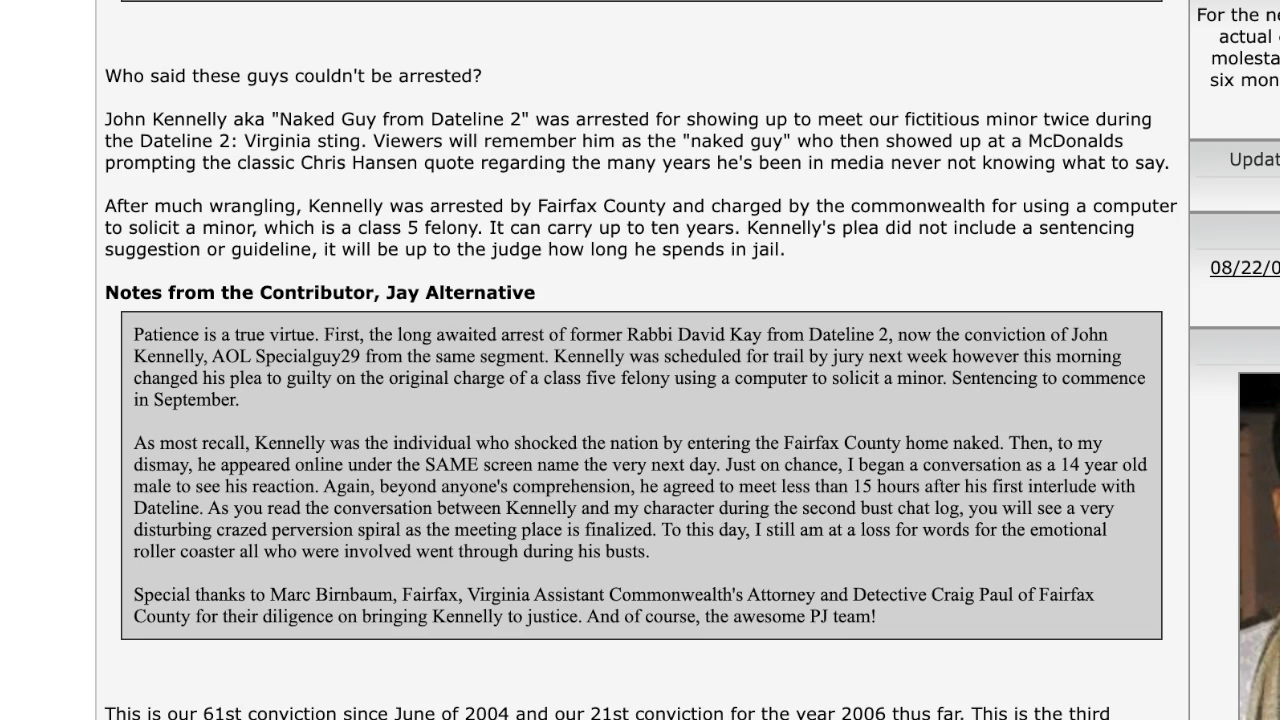 For the
actual
six
Who said these guys couldn't be arrested?
John Kennelly aka "Naked Guy from Dateline 2" was arrested for showing up to meet our fictitious minor twice during
the Dateline 2: Virginia sting. Viewers will remember him as the "naked guy" who then showed up at a McDonalds
prompting the classic Chris Hansen quote regarding the many years he's been in media never not knowing what to say.
After much wrangling, Kennelly was arrested by Fairfax County and charged by the commonwealth for using a computer
to solicit a minor, which is a class 5 felony. It can carry up to ten years. Kennelly's plea did not include a sentencing
suggestion or guideline, it will be up to the judge how long he spends in jail.
Notes from the Contributor, Jay Alternative
Patience is a true virtue. First, the long awaited arrest of former Rabbi David Kay from Dateline 2, now the conviction of John
Kennelly, AOL Specialguy29 from the same segment. Kennelly was scheduled for trail by jury next week however this morning
changed his plea to guilty on the original charge of a class five felony using a computer to solicit a minor. Sentencing to commence
in September.
As most recall, Kennelly was the individual who shocked the nation by entering the Fairfax County home naked. Then, to my
dismay, he appeared online under the SAME screen name the very next day. Just on chance, I began a conversation as a 14 year old
male to see his reaction. Again, beyond anyone's comprehension, he agreed to meet less than 15 hours after his first interlude with
Dateline. As you read the conversation between Kennelly and my character during the second bust chat log, you will see a very
disturbing crazed perversion spiral as the meeting place is finalized. To this day, I still am at a loss for words for the emotional
roller coaster all who were involved went through during his busts.
Special thanks to Marc Birnbaum, Fairfax, Virginia Assistant Commonwealth's Attorney and Detective Craig Paul of Fairfax
County for their diligence on bringing Kennelly to justice. And of course, the awesome PJ team!
This is our 61st conviction since June of 2004 and our 21st conviction for the year 2006 thus far. This is the third